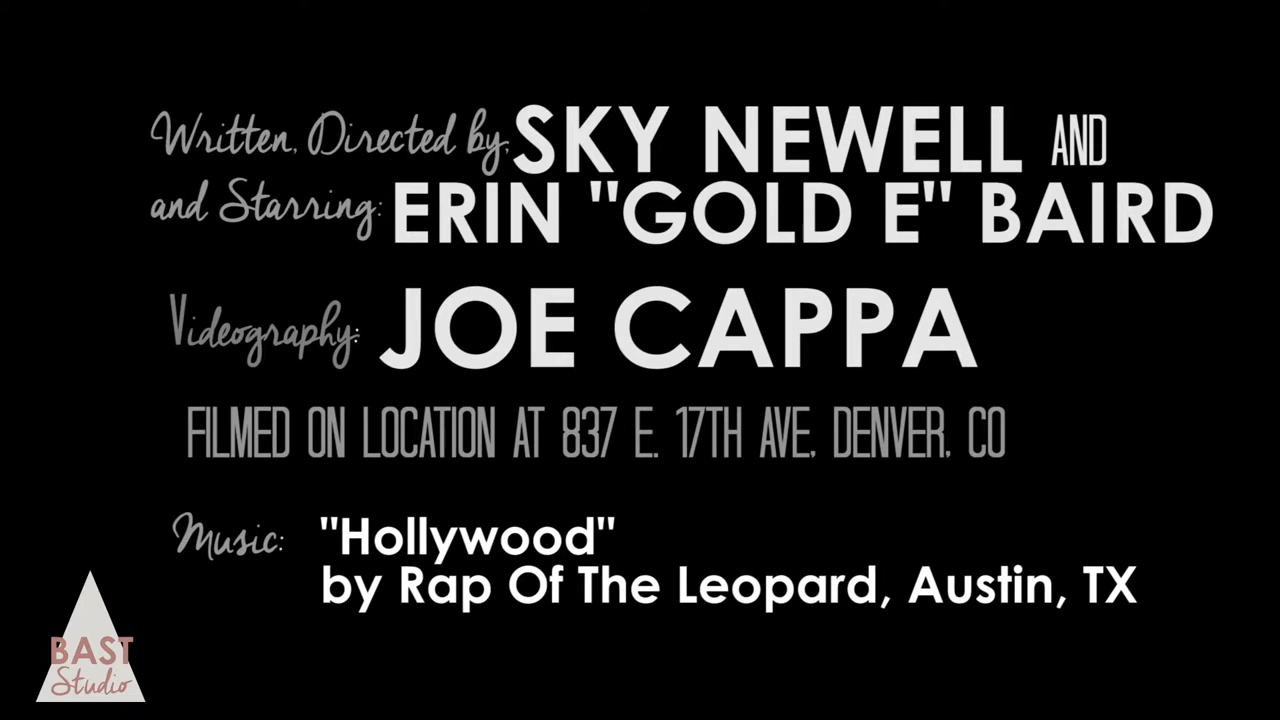 Written, Directed by, SKY NEWELL AND
and Starring: ERIN "GOLD E" BAIRD
Videography: JOE CAPPA
FILMED ON LOCATION AT 837 E. 17TH AVE, DENVER, CO
Music: "Hollywood"
by Rap Of The Leopard, Austin, TX
BAST
Studio